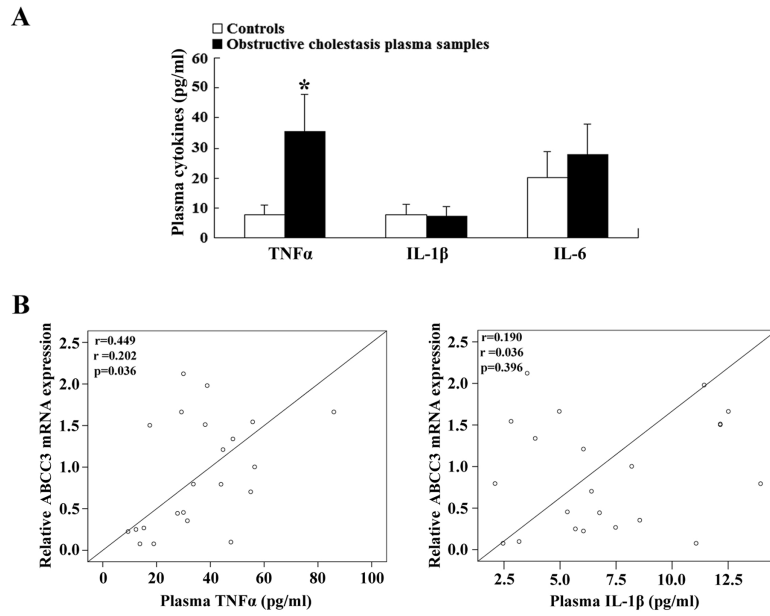 A
Controls
Obstructive cholestasis plasma samples
Plasma cytokines (pg/ml)
60
50
40
30
20
10
0
*
TNFα
IL-1β
IL-6
B
Relative ABCC3 mRNA expression
2.5
2.0
1.5
1.0
0.5
0.0
r=0.449
r =0.202
p=0.036
0
20
40
60
80
100
Plasma TNFα (pg/ml)
Relative ABCC3 mRNA expression
2.5
2.0
1.5
1.0
0.5
0.0
r=0.190
r =0.036
p=0.396
2.5
5.0
7.5
10.0
12.5
Plasma IL-1β (pg/ml)